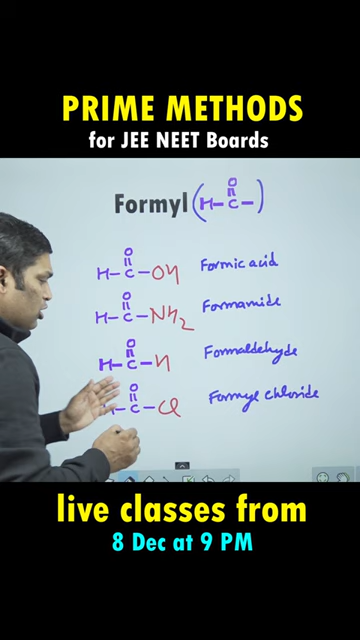 PRIME METHODS
for JEE NEET Boards
Formyl (H-C-)
O
H-C-OH Formic acid
O
H-C-NH2 Formamide
O
H-C-H Formaldehyde
O
H-C-Cl Formyl chloride
O
live classes from
8 Dec at 9 PM